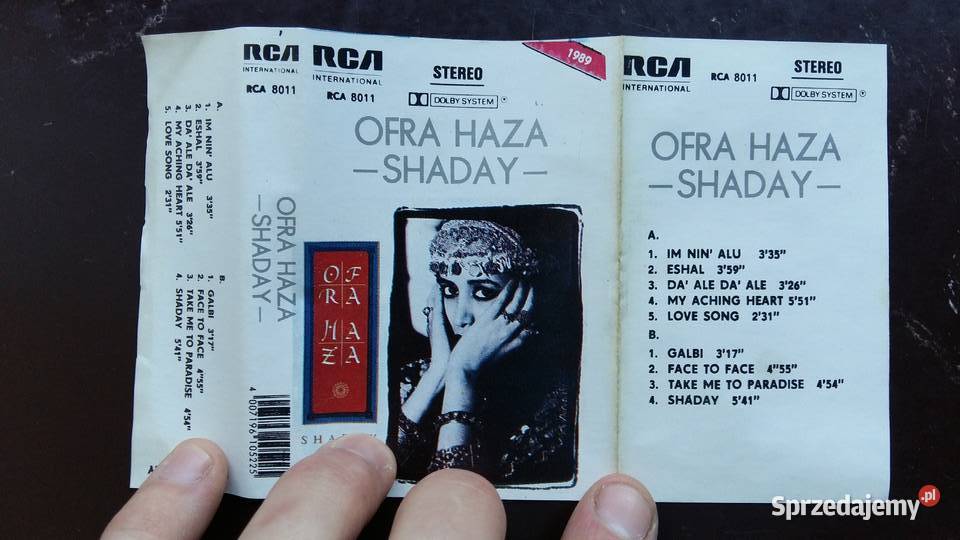 A.
1. IM NIN' ALU 3'35"
2. ESHAL 3'59"
3. DA' ALE DA' ALE 3'26"
4. MY ACHING HEART 5'51"
5. LOVE SONG 2'31"
B.
1. GALBI 3'17"
2. FACE TO FACE 4"55"
3. TAKE ME TO PARADISE 4'54"
4. SHADAY 5'41"
RCA
INTERNATIONAL
RCA 8011
OFRA HAZA
—SHADAY—
4 007196 105225
RCA
INTERNATIONAL
RCA 8011
STEREO
DOLBY SYSTEM
1989
OFRA HAZA
—SHADAY—
OFRA
HAZA
RCA
INTERNATIONAL
RCA 8011
STEREO
DOLBY SYSTEM
OFRA HAZA
—SHADAY—
A.
1. IM NIN' ALU 3'35"
2. ESHAL 3'59"
3. DA' ALE DA' ALE 3'26"
4. MY ACHING HEART 5'51"
5. LOVE SONG 2'31"
B.
1. GALBI 3'17"
2. FACE TO FACE 4"55"
3. TAKE ME TO PARADISE 4'54"
4. SHADAY 5'41"
Sprzedajemy.pl